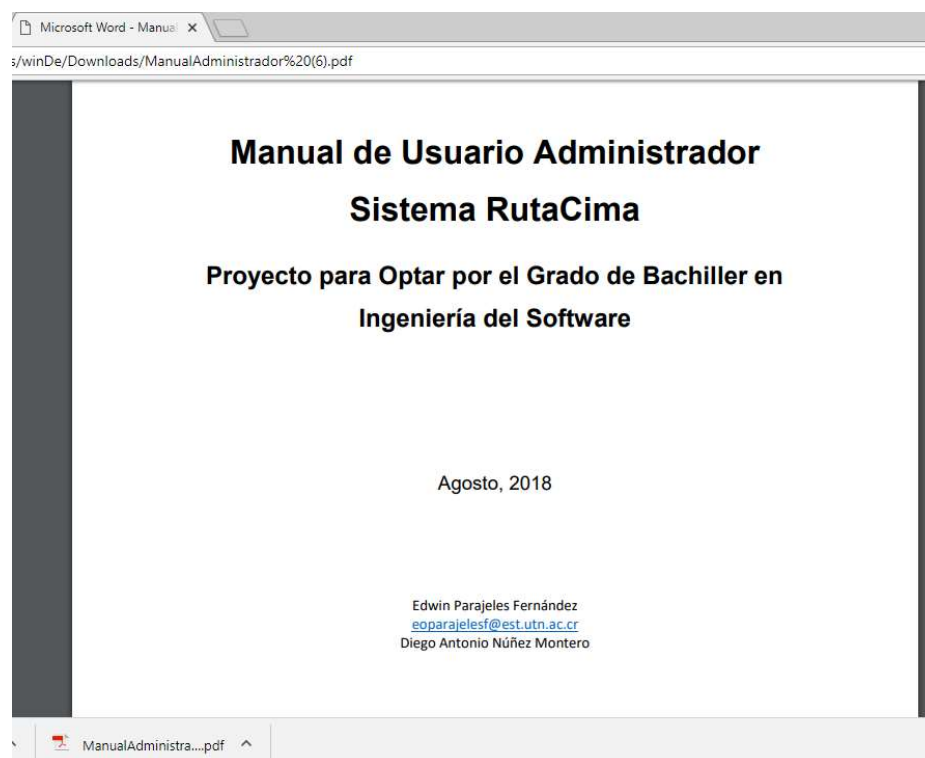 Microsoft Word - Manua
s/winDe/Downloads/ManualAdministrador%20(6).pdf
Manual de Usuario Administrador
Sistema RutaCima
Proyecto para Optar por el Grado de Bachiller en
Ingeniería del Software
Agosto, 2018
Edwin Parajeles Fernández
eoparajelesf@est.utn.ac.cr
Diego Antonio Núñez Montero
ManualAdministra....pdf